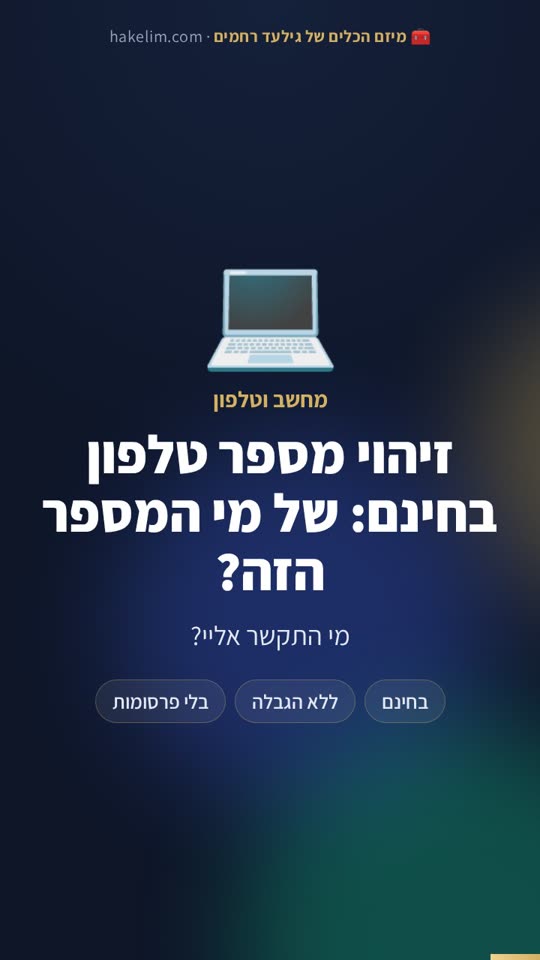 🧰 מיזם הכלים של גילעד רחמים · hakelim.com
מחשב וטלפון
זיהוי מספר טלפון
בחינם: של מי המספר
הזה?
מי התקשר אליי?
בחינם
ללא הגבלה
בלי פרסומות